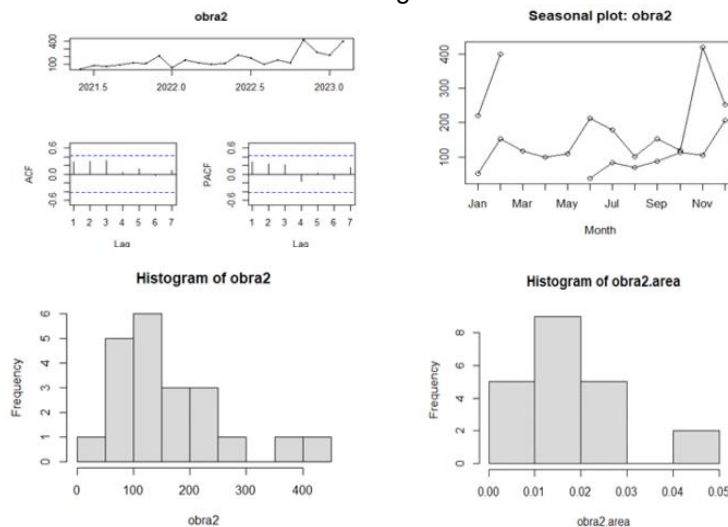 obra2
400
100
2021.5 2022.0 2022.5 2023.0
ACF
0.6
0.0
-0.6
1 2 3 4 5 6 7
Lag
PACF
0.6
0.0
-0.6
1 2 3 4 5 6 7
Lag
Seasonal plot: obra2
400
300
200
100
Jan Mar May Jul Sep Nov
Month
Histogram of obra2
Frequency
6
5
4
3
2
1
0
0 100 200 300 400
obra2
Histogram of obra2.area
Frequency
8
6
4
2
0
0.00 0.01 0.02 0.03 0.04 0.05
obra2.area